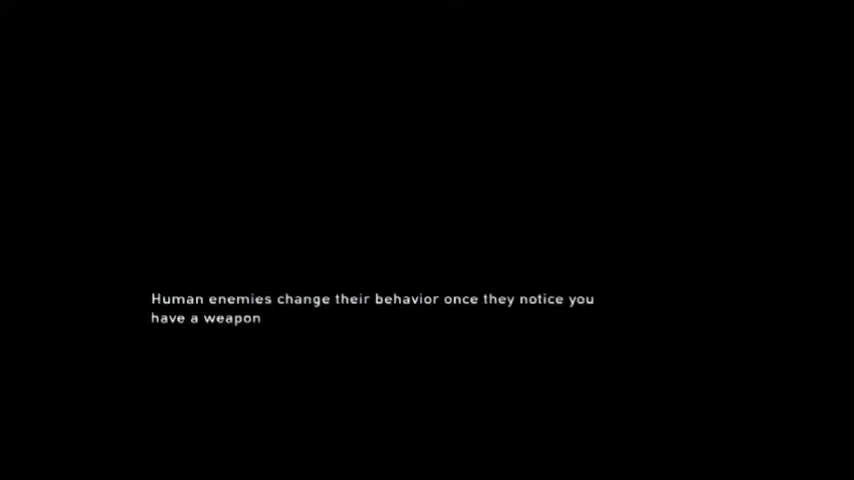 Human enemies change their behavior once they notice you
have a weapon